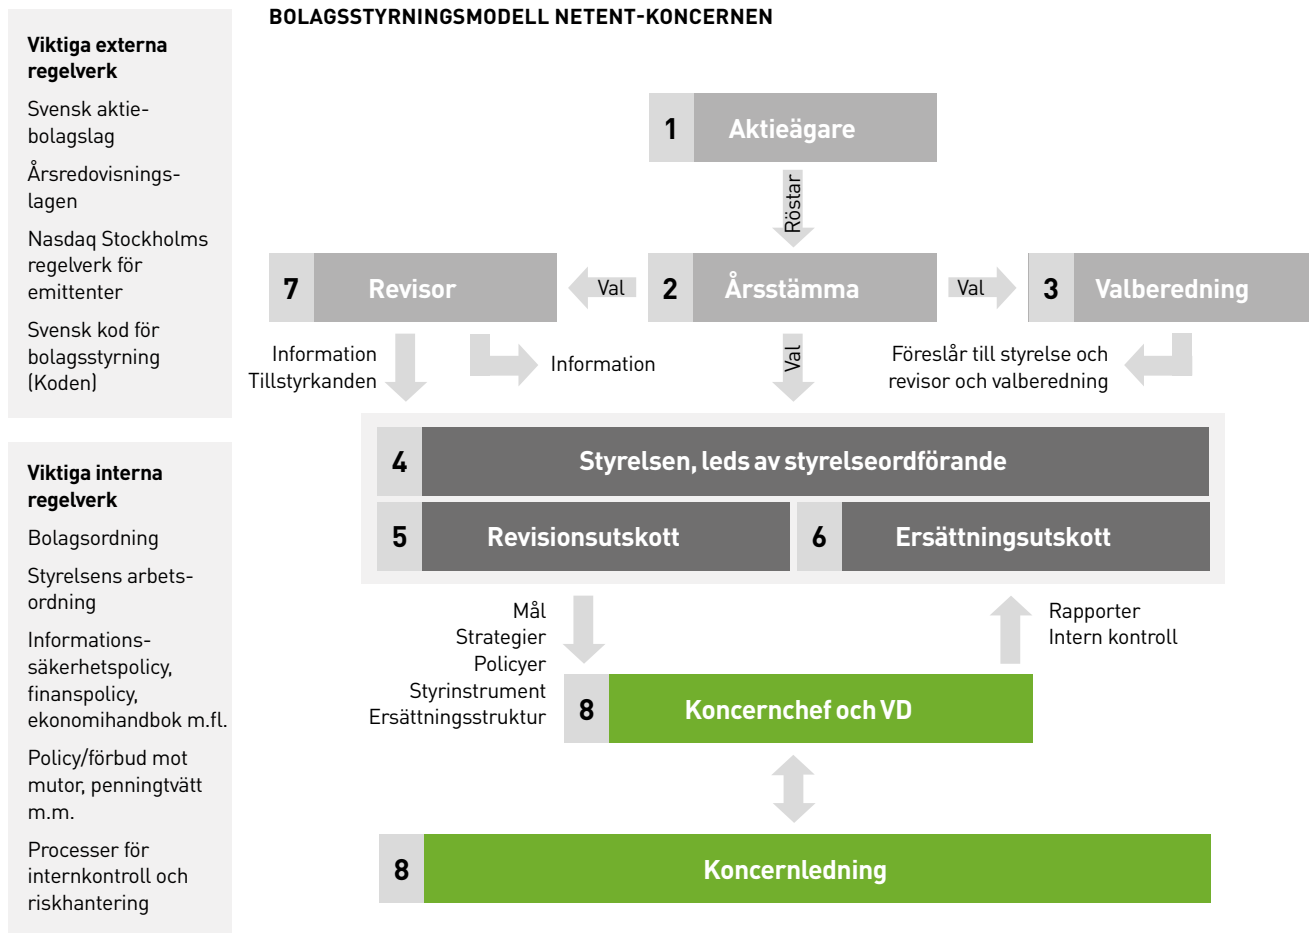 BOLAGSSTYRNINGSMODELL NETENT-KONCERNEN
Viktiga externa
regelverk
Svensk aktie-
bolagslag
Årsredovisnings-
lagen
Nasdaq Stockholms
regelverk för
emittenter
Svensk kod för
bolagsstyrning
(Koden)
Viktiga interna
regelverk
Bolagsordning
Styrelsens arbets-
ordning
Informations-
säkerhetspolicy,
finanspolicy,
ekonomihandbok m.fl.
Policy/förbud mot
mutor, penningtvätt
m.m.
Processer för
internkontroll och
riskhantering
1 Aktieägare
Röstar
7 Revisor
Val
2 Årsstämma
Val
3 Valberedning
Information
Tillstyrkanden
Information
Val
Föreslår till styrelse och
revisor och valberedning
4 Styrelsen, leds av styrelseordförande
5 Revisionsutskott
6 Ersättningsutskott
Mål
Strategier
Policyer
Styrinstrument
Ersättningsstruktur
Rapporter
Intern kontroll
8 Koncernchef och VD
8 Koncernledning